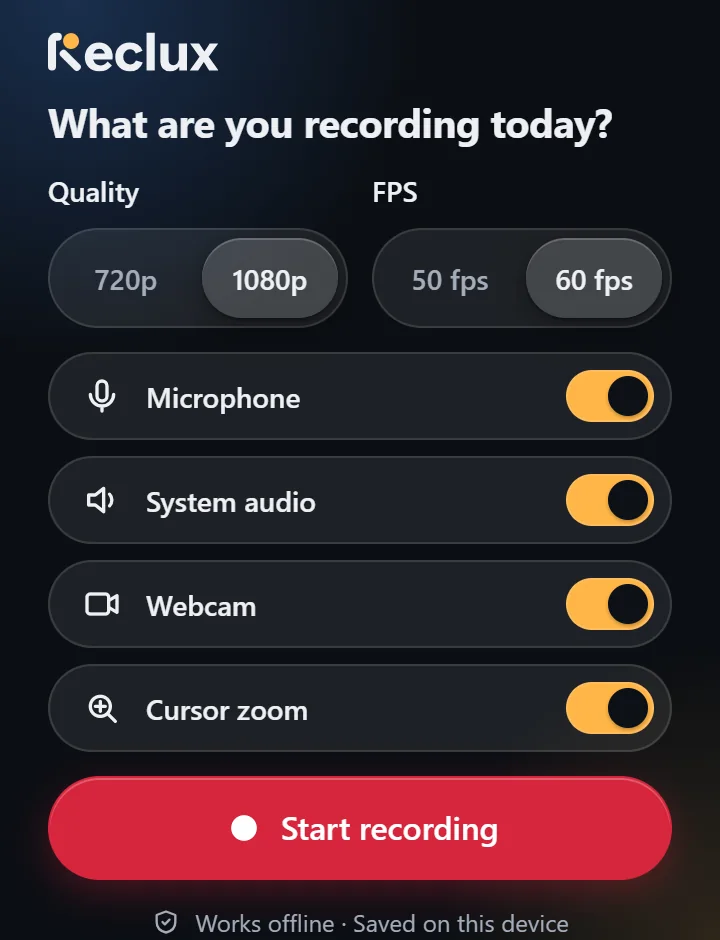 Reclux
What are you recording today?
Quality FPS
720p 1080p 50 fps 60 fps
Microphone
System audio
Webcam
Cursor zoom
Start recording
Works offline · Saved on this device